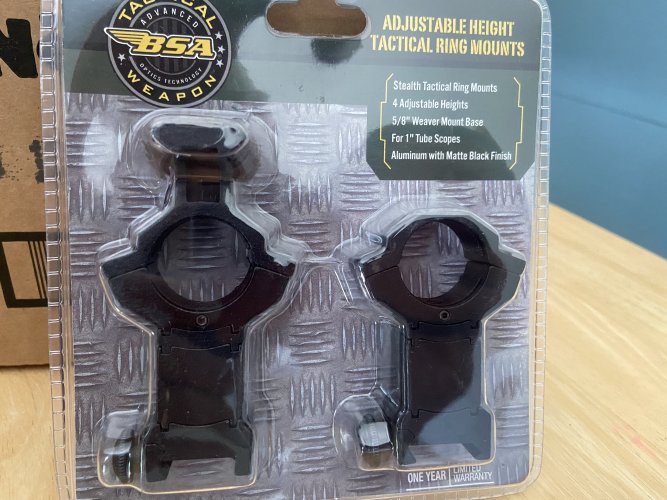 TACTICAL
ADVANCED
BSA
OPTICS TECHNOLOGY
WEAPON
ADJUSTABLE HEIGHT
TACTICAL RING MOUNTS
Stealth Tactical Ring Mounts
4 Adjustable Heights
5/8" Weaver Mount Base
For 1" Tube Scopes
Aluminum with Matte Black Finish
ONE YEAR
LIMITED
WARRANTY